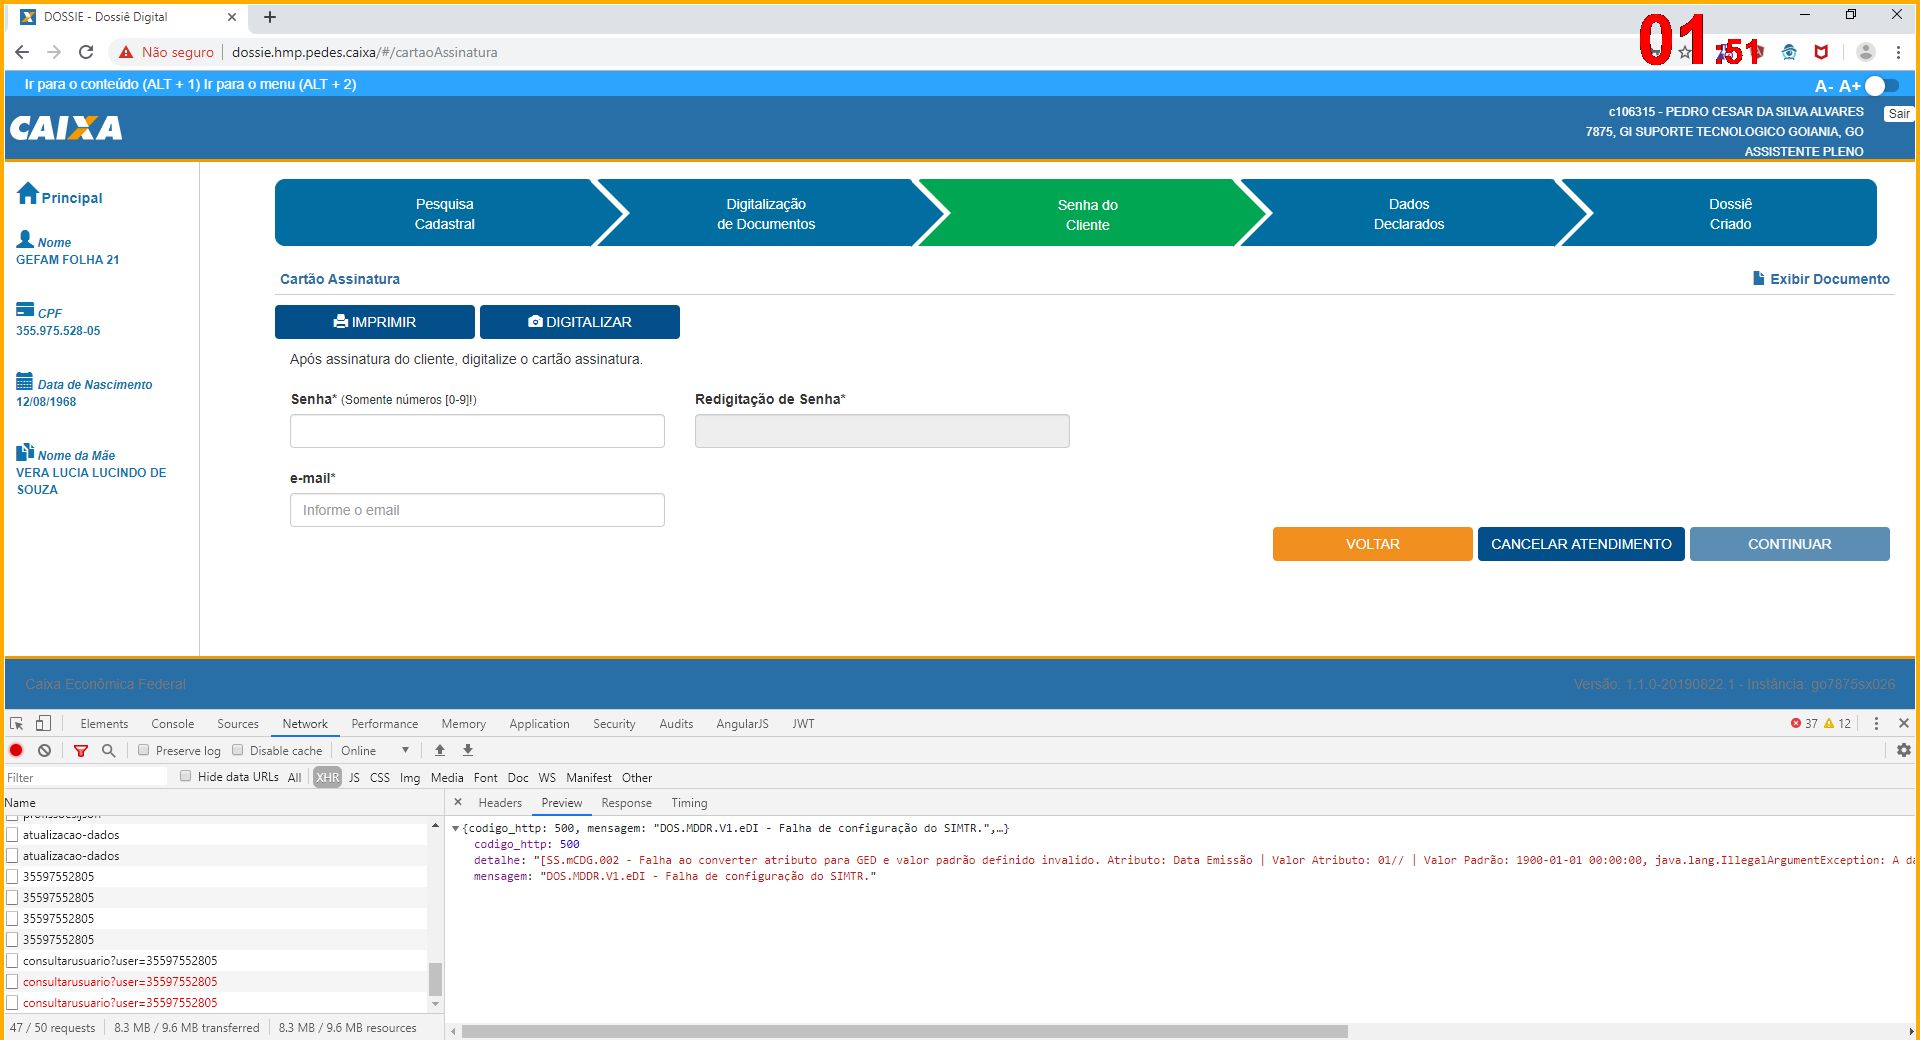 DOSSIE - Dossiê Digital
Não seguro
dossie.hmp.pedes.caixa/#/cartaoAssinatura
01:51
Ir para o conteúdo (ALT + 1) Ir para o menu (ALT + 2)
A- A+
CAIXA
c106315 - PEDRO CESAR DA SILVA ALVARES
Sair
7875, GI SUPORTE TECNOLOGICO GOIANIA, GO
ASSISTENTE PLENO
Principal
Nome
GEFAM FOLHA 21
CPF
355.975.528-05
Data de Nascimento
12/08/1968
Nome da Mãe
VERA LUCIA LUCINDO DE
SOUZA
Pesquisa
Cadastral
Digitalização
de Documentos
Senha do
Cliente
Dados
Declarados
Dossiê
Criado
Cartão Assinatura
Exibir Documento
IMPRIMIR
DIGITALIZAR
Após assinatura do cliente, digitalize o cartão assinatura.
Senha* (Somente números [0-9]!)
Redigitação de Senha*
e-mail*
Informe o email
VOLTAR
CANCELAR ATENDIMENTO
CONTINUAR
Caixa Econômica Federal
Versão: 1.1.0-20190822.1 - Instância: go7875sx026
Elements Console Sources Network Performance Memory Application Security Audits AngularJS JWT
37 12
Preserve log Disable cache Online
Filter Hide data URLs All XHR JS CSS Img Media Font Doc WS Manifest Other
Name
profissoes.json
atualizacao-dados
atualizacao-dados
35597552805
35597552805
35597552805
35597552805
consultarusuario?user=35597552805
consultarusuario?user=35597552805
consultarusuario?user=35597552805
47 / 50 requests 8.3 MB / 9.6 MB transferred 8.3 MB / 9.6 MB resources
Headers Preview Response Timing
{codigo_http: 500, mensagem: "DOS.MDDR.V1.eDI - Falha de configuração do SIMTR.",…}
codigo_http: 500
detalhe: "[SS.mCDG.002 - Falha ao converter atributo para GED e valor padrão definido invalido. Atributo: Data Emissão | Valor Atributo: 01// | Valor Padrão: 1900-01-01 00:00:00, java.lang.IllegalArgumentException: A da
mensagem: "DOS.MDDR.V1.eDI - Falha de configuração do SIMTR."